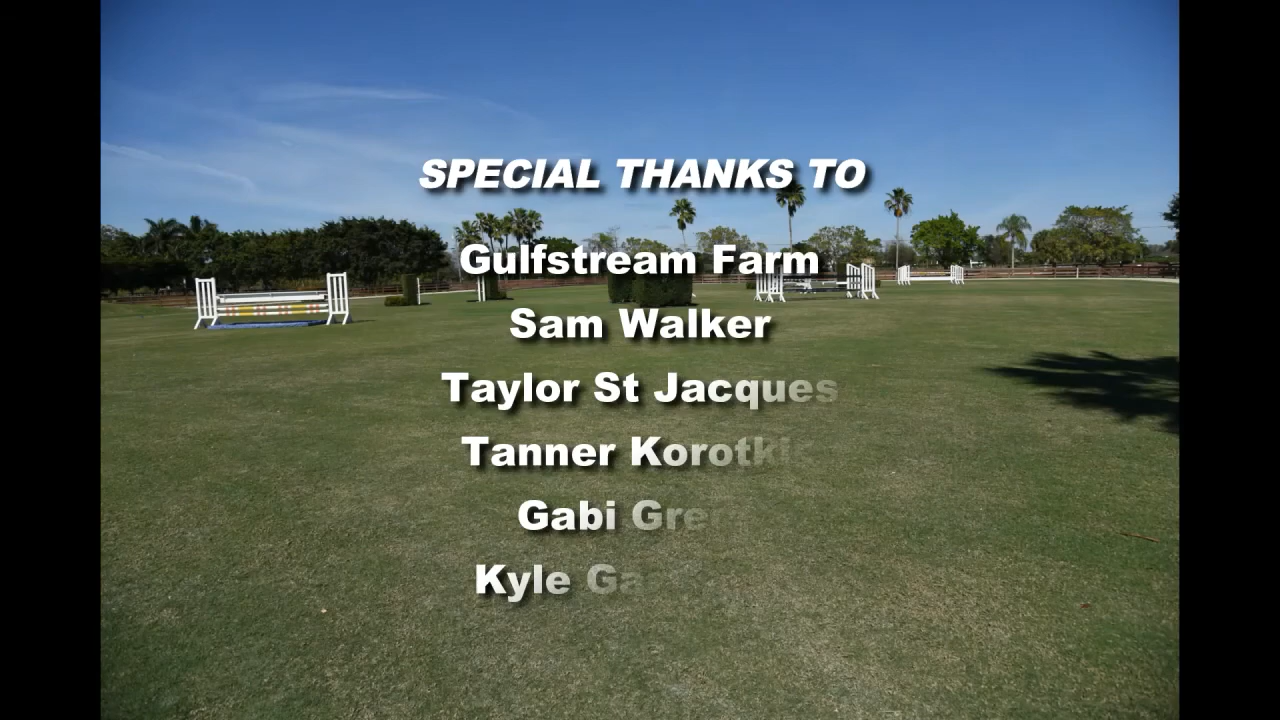 SPECIAL THANKS TO
Gulfstream Farm
Sam Walker
Taylor St Jacques
Tanner
Gabi
Kyle